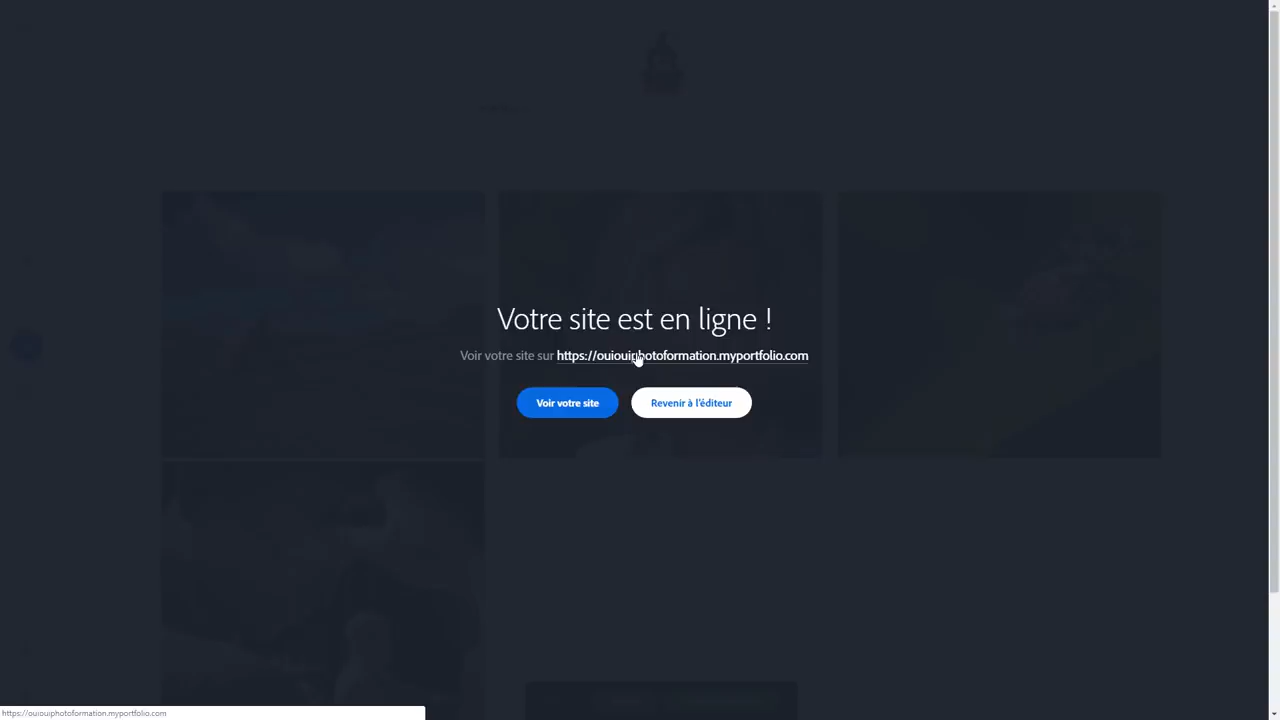 Votre site est en ligne !
Voir votre site sur https://ouiouiphotoformation.myportfolio.com
Voir votre site
Revenir à l'éditeur
https://ouiouiphotoformation.myportfolio.com